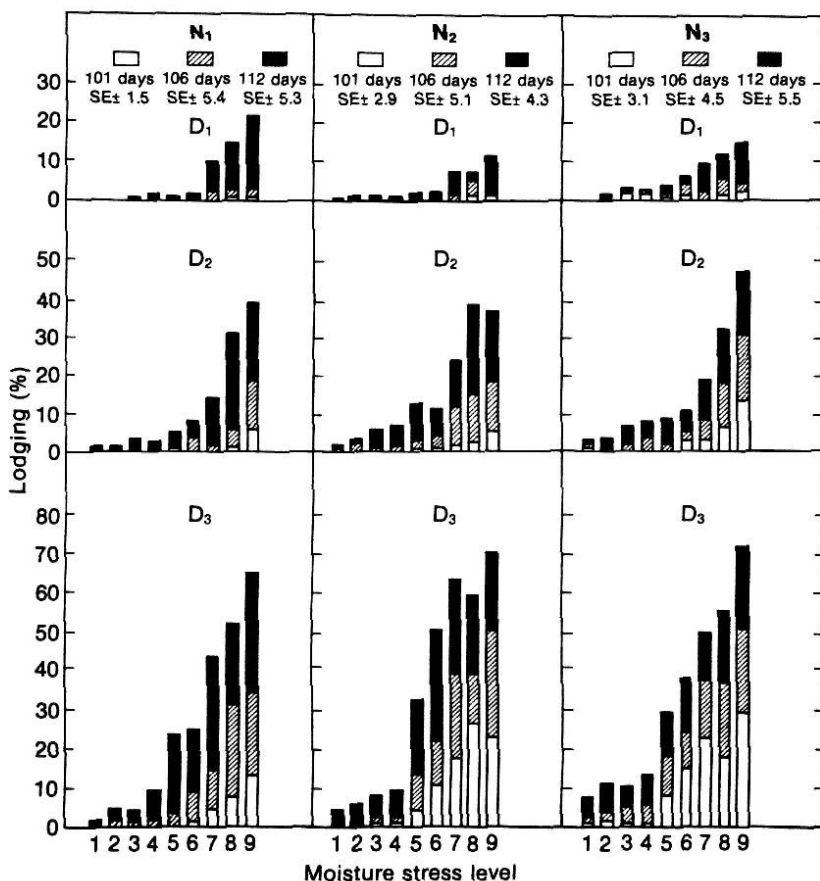 N₁ N₂ N₃
101 days 106 days 112 days 101 days 106 days 112 days 101 days 106 days 112 days
SE± 1.5 SE± 5.4 SE± 5.3 SE± 2.9 SE± 5.1 SE± 4.3 SE± 3.1 SE± 4.5 SE± 5.5
D₁ D₁ D₁
30
20
10
0
D₂ D₂ D₂
50
40
30
20
10
0
Lodging (%)
D₃ D₃ D₃
80
70
60
50
40
30
20
10
0
1 2 3 4 5 6 7 8 9 1 2 3 4 5 6 7 8 9 1 2 3 4 5 6 7 8 9
Moisture stress level